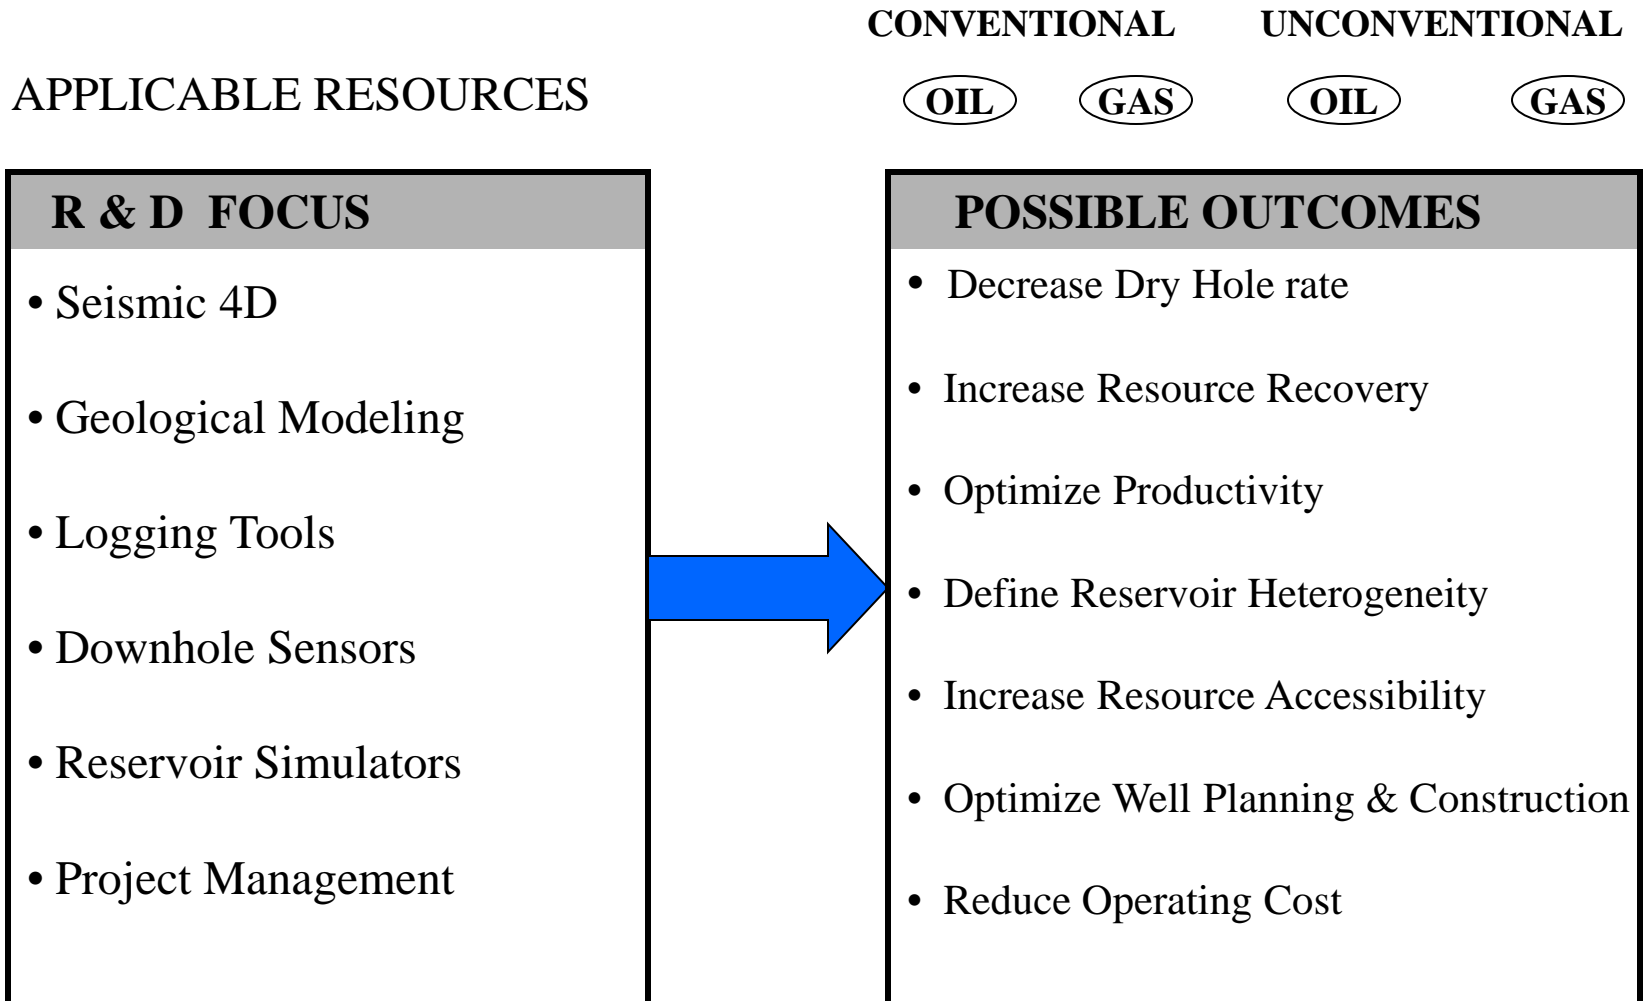 CONVENTIONAL UNCONVENTIONAL
APPLICABLE RESOURCES OIL GAS OIL GAS
R & D FOCUS
• Seismic 4D
• Geological Modeling
• Logging Tools
• Downhole Sensors
• Reservoir Simulators
• Project Management
POSSIBLE OUTCOMES
• Decrease Dry Hole rate
• Increase Resource Recovery
• Optimize Productivity
• Define Reservoir Heterogeneity
• Increase Resource Accessibility
• Optimize Well Planning & Construction
• Reduce Operating Cost